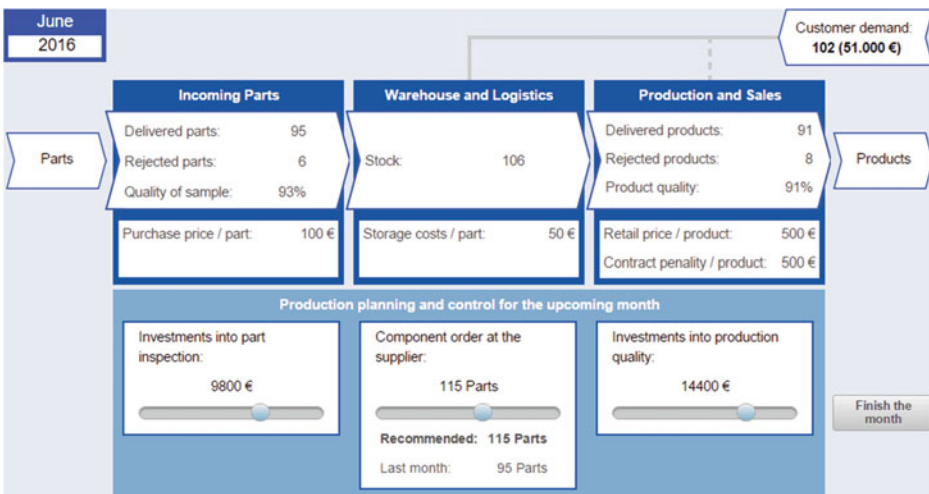 June
2016
Customer demand:
102 (51.000 €)
Parts
Incoming Parts
Delivered parts: 95
Rejected parts: 6
Quality of sample: 93%
Purchase price / part: 100 €
Warehouse and Logistics
Stock: 106
Storage costs / part: 50 €
Production and Sales
Delivered products: 91
Rejected products: 8
Product quality: 91%
Retail price / product: 500 €
Contract penality / product: 500 €
Products
Production planning and control for the upcoming month
Investments into part
inspection:
9800 €
Component order at the
supplier:
115 Parts
Recommended: 115 Parts
Last month: 95 Parts
Investments into production
quality:
14400 €
Finish the
month